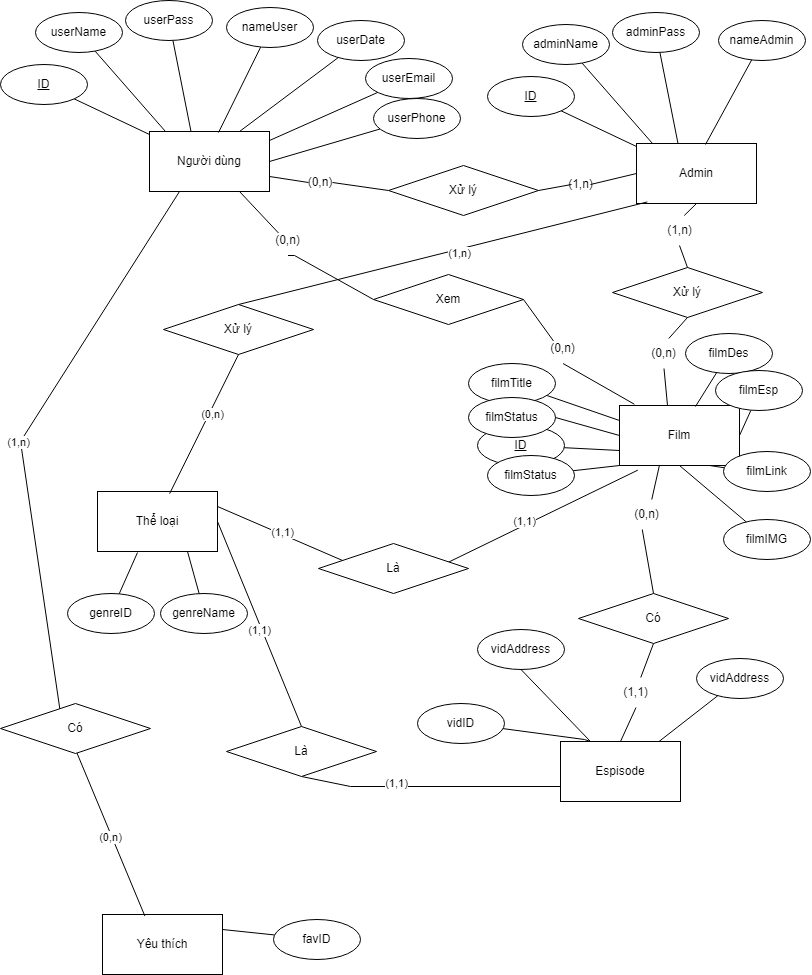 userName
userPass
nameUser
userDate
userEmail
userPhone
ID
Người dùng
adminName
adminPass
nameAdmin
ID
Admin
(0,n)
Xử lý
(1,n)
(0,n)
(1,n)
(1,n)
Xem
Xử lý
Xử lý
(0,n)
(0,n)
filmDes
filmTitle
filmEsp
filmStatus
(0,n)
Film
ID
(1,n)
filmStatus
filmLink
Thể loại
(1,1)
(1,1)
(0,n)
filmIMG
Là
genreID
genreName
Có
(1,1)
vidAddress
vidAddress
(1,1)
Có
vidID
Là
Espisode
(1,1)
(0,n)
Yêu thích
favID